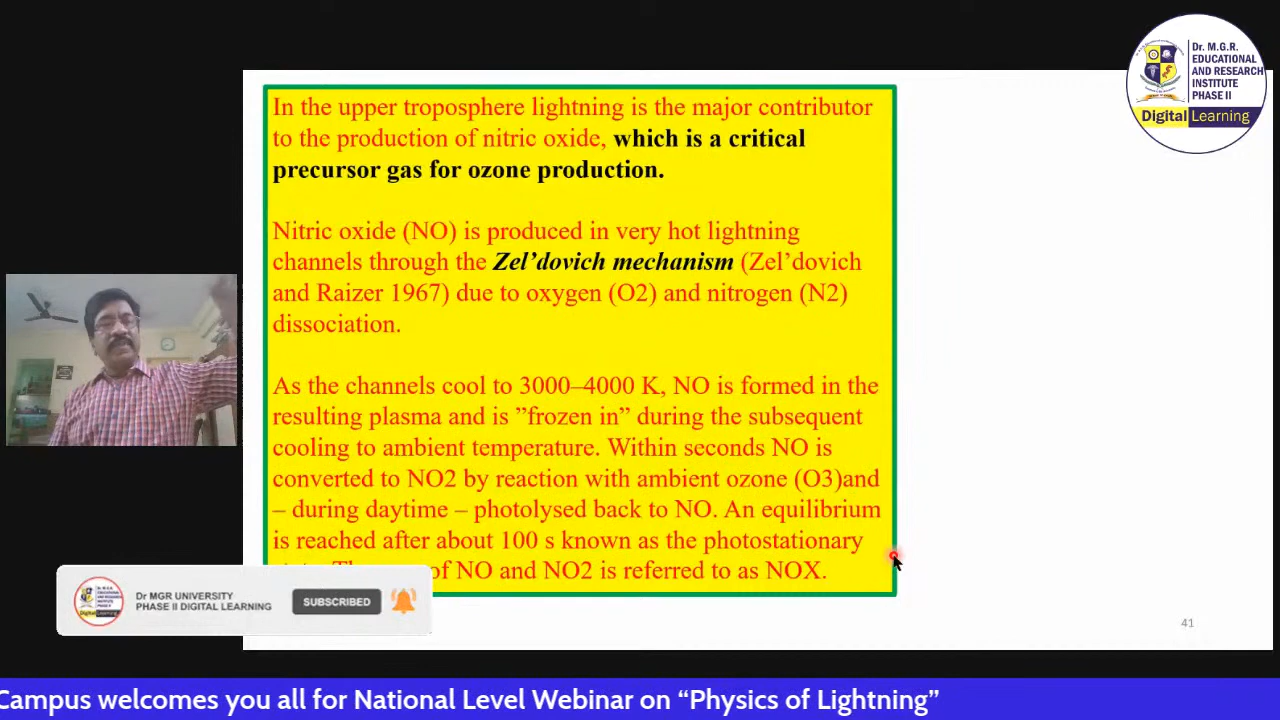 Dr. M.G.R.
EDUCATIONAL
AND RESEARCH
INSTITUTE
PHASE II
Digital Learning
In the upper troposphere lightning is the major contributor
to the production of nitric oxide, which is a critical
precursor gas for ozone production.
Nitric oxide (NO) is produced in very hot lightning
channels through the Zel’dovich mechanism (Zel’dovich
and Raizer 1967) due to oxygen (O2) and nitrogen (N2)
dissociation.
As the channels cool to 3000–4000 K, NO is formed in the
resulting plasma and is ”frozen in” during the subsequent
cooling to ambient temperature. Within seconds NO is
converted to NO2 by reaction with ambient ozone (O3)and
– during daytime – photolysed back to NO. An equilibrium
is reached after about 100 s known as the photostationary
of NO and NO2 is referred to as NOX.
Dr MGR UNIVERSITY
PHASE II DIGITAL LEARNING
SUBSCRIBED
41
Campus welcomes you all for National Level Webinar on “Physics of Lightning”